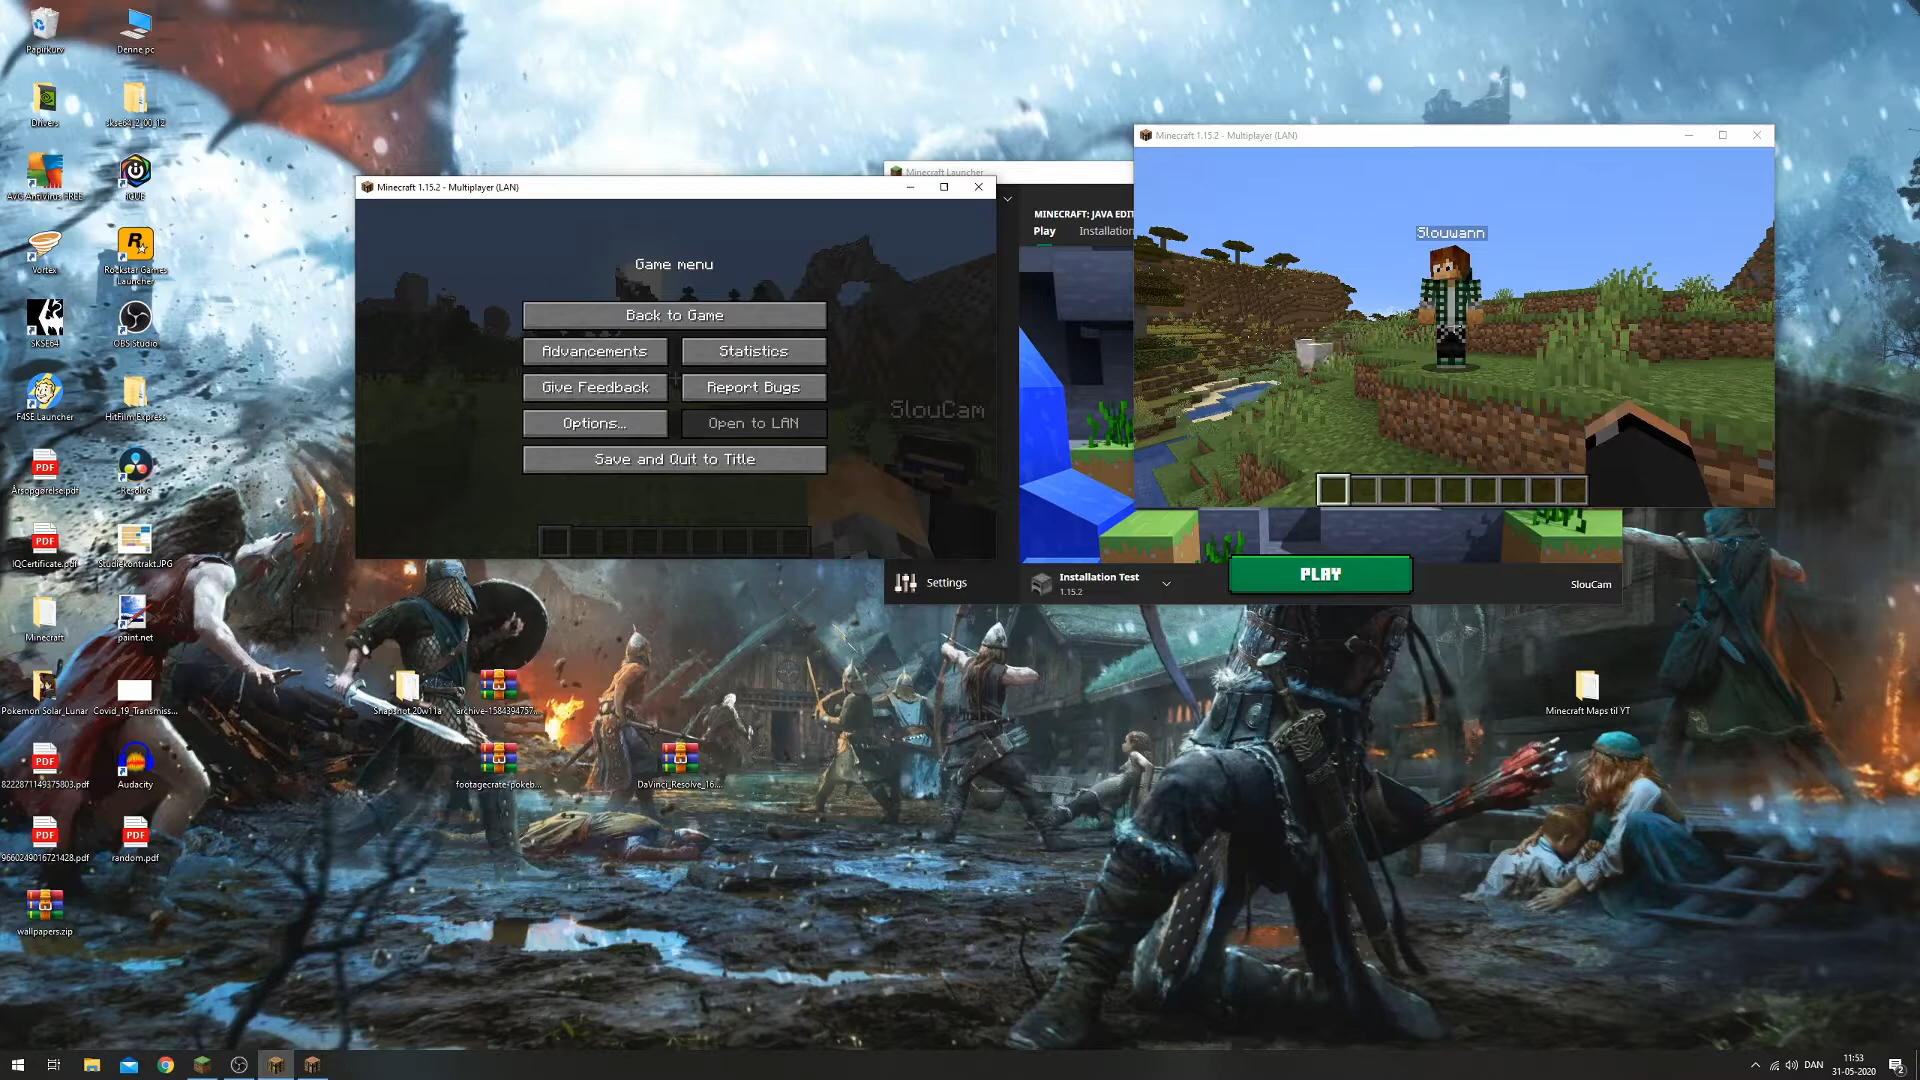 Papirkurv
Denne pc
Drivers
skse64_2_00_12
AVG AntiVirus FREE
iCUE
Vortex
Rockstar Games
Launcher
SKSE64
OBS Studio
F4SE Launcher
HitFilm Express
Årsopgørelse.pdf
Resolve
IQCertificate.pdf
Studiekontrakt.JPG
Minecraft
paint.net
Pokemon Solar_Lunar
Covid_19_Transmiss...
8222871149375803.pdf
Audacity
9660249016721428.pdf
random.pdf
wallpapers.zip
Snapshot 20w11a
archive-1584394757...
footagecrate-pokeb...
DaVinci_Resolve_16...
Minecraft Maps til YT
Minecraft 1.15.2 - Multiplayer (LAN)
Game menu
Back to Game
Advancements
Statistics
Give Feedback
Report Bugs
Options...
Open to LAN
Save and Quit to Title
SlouCam
Minecraft Launcher
MINECRAFT: JAVA EDIT
Play
Installation
Settings
Installation Test
1.15.2
PLAY
SlouCam
Minecraft 1.15.2 - Multiplayer (LAN)
Slouwann
DAN
11:53
31-05-2020
2